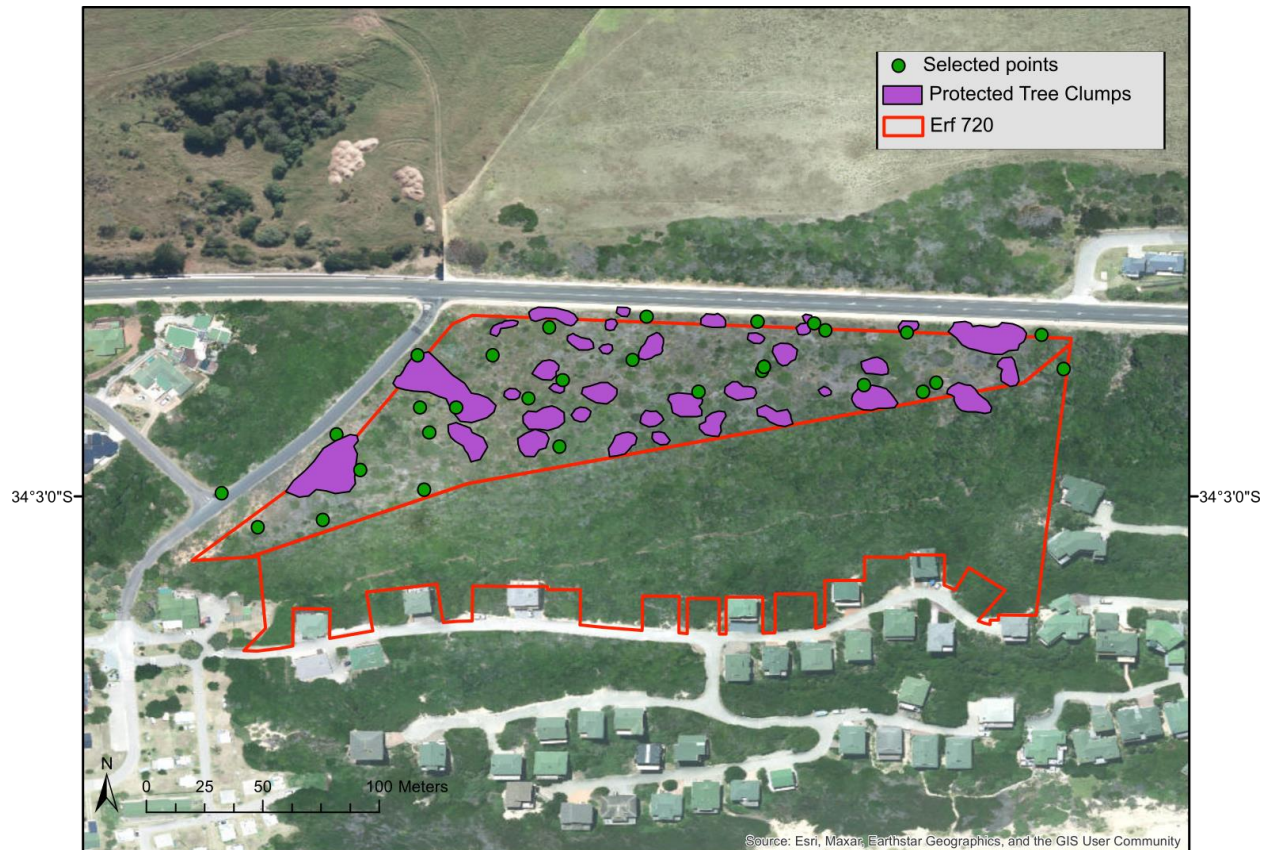 Selected points
Protected Tree Clumps
Erf 720
34°3'0"S
34°3'0"S
N
0 25 50 100 Meters
Source: Esri, Maxar, Earthstar Geographics, and the GIS User Community